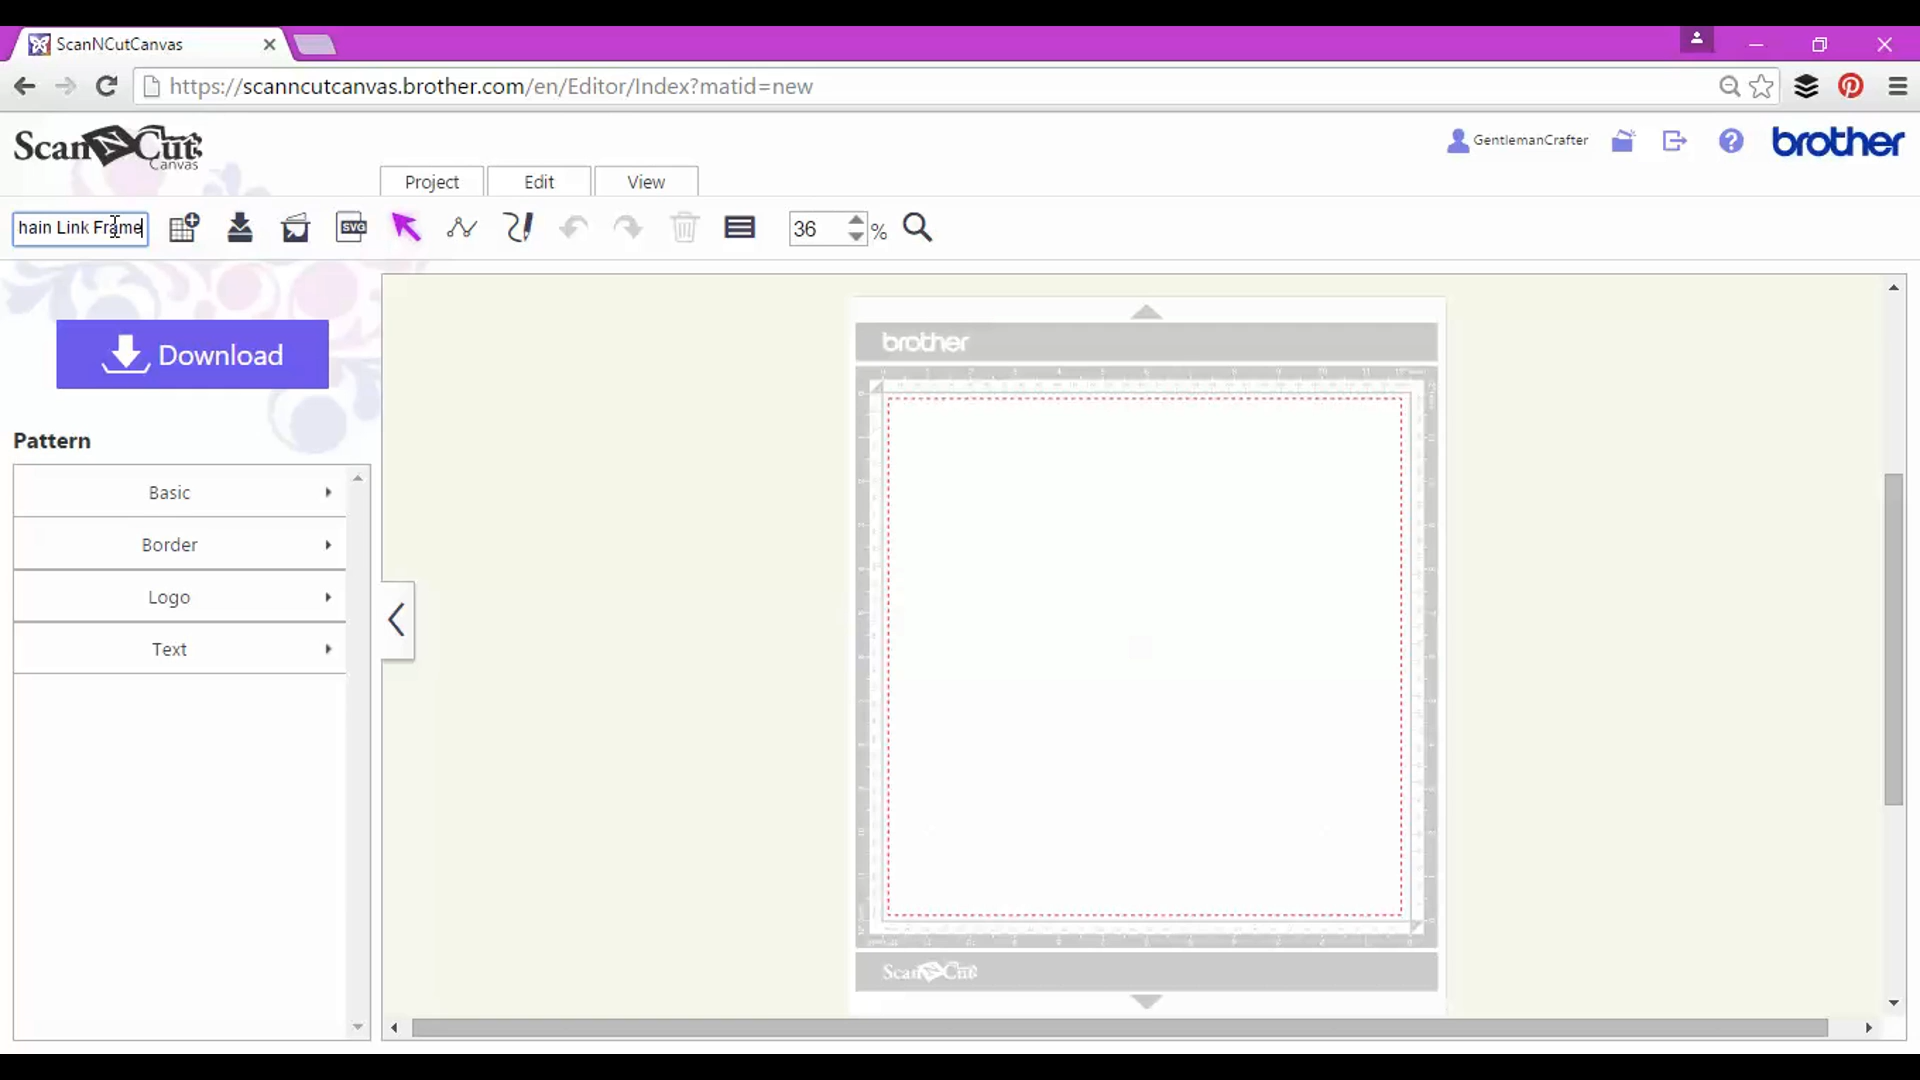 ScanNCutCanvas
https://scanncutcanvas.brother.com/en/Editor/Index?matid=new
ScanNCut
Canvas
GentlemanCrafter
brother
Project
Edit
View
hain Link Frame
SVG
36
%
Download
Pattern
Basic
Border
Logo
Text
brother
ScanNCut